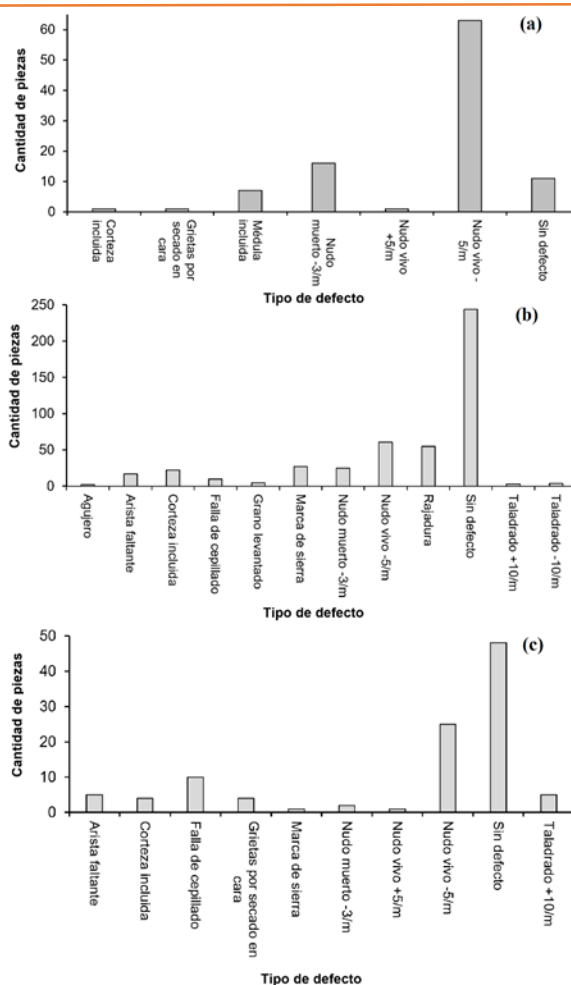 (a)
Cantidad de piezas
60
50
40
30
20
10
0
Corteza
incluida
Grietas por
secado en
cara
Médula
incluida
Nudo
muerto -3/m
Nudo vivo
+5/m
Nudo vivo -
5/m
Sin defecto
Tipo de defecto
(b)
Cantidad de piezas
250
200
150
100
50
0
Agujero
Arista faltante
Corteza incluida
Falla de cepillado
Grano levantado
Marca de sierra
Nudo muerto -3/m
Nudo vivo -5/m
Rajadura
Sin defecto
Taladrado +10/m
Taladrado -10/m
Tipo de defecto
(c)
Cantidad de piezas
50
40
30
20
10
0
Arista faltante
Corteza incluida
Falla de cepillado
Grietas por secado en
cara
Marca de sierra
Nudo muerto -3/m
Nudo vivo +5/m
Nudo vivo -5/m
Sin defecto
Taladrado +10/m
Tipo de defecto